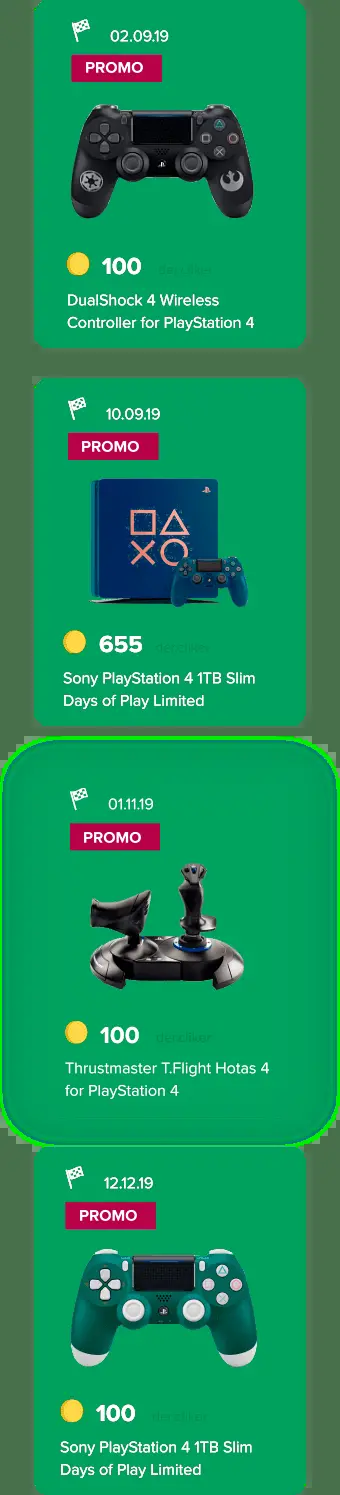 02.09.19
PROMO
100
DualShock 4 Wireless
Controller for PlayStation 4
10.09.19
PROMO
655
Sony PlayStation 4 1TB Slim
Days of Play Limited
01.11.19
PROMO
100
Thrustmaster T.Flight Hotas 4
for PlayStation 4
12.12.19
PROMO
100
Sony PlayStation 4 1TB Slim
Days of Play Limited